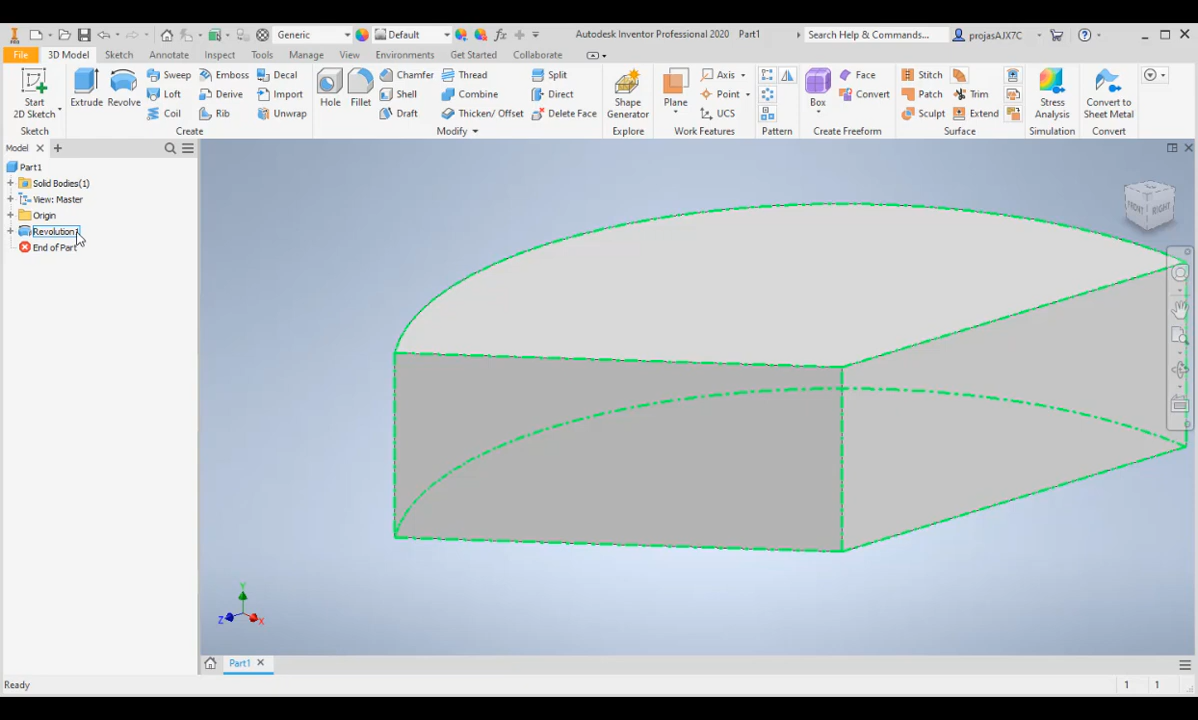 Generic
Default
Autodesk Inventor Professional 2020 Part1
Search Help & Commands...
projasAJX7C
File
3D Model
Sketch
Annotate
Inspect
Tools
Manage
View
Environments
Get Started
Collaborate
Start
2D Sketch
Sketch
Extrude
Revolve
Sweep
Emboss
Decal
Loft
Derive
Import
Coil
Rib
Unwrap
Create
Hole
Fillet
Chamfer
Thread
Split
Shell
Combine
Direct
Draft
Thicken/ Offset
Delete Face
Modify
Shape
Generator
Explore
Plane
Axis
Point
UCS
Work Features
Pattern
Box
Face
Convert
Create Freeform
Stitch
Patch
Trim
Sculpt
Extend
Surface
Stress
Analysis
Simulation
Convert to
Sheet Metal
Convert
Model
Part1
Solid Bodies(1)
View: Master
Origin
Revolution1
End of Part
FRONT
RIGHT
Y
Z
X
Part1
Ready
1
1